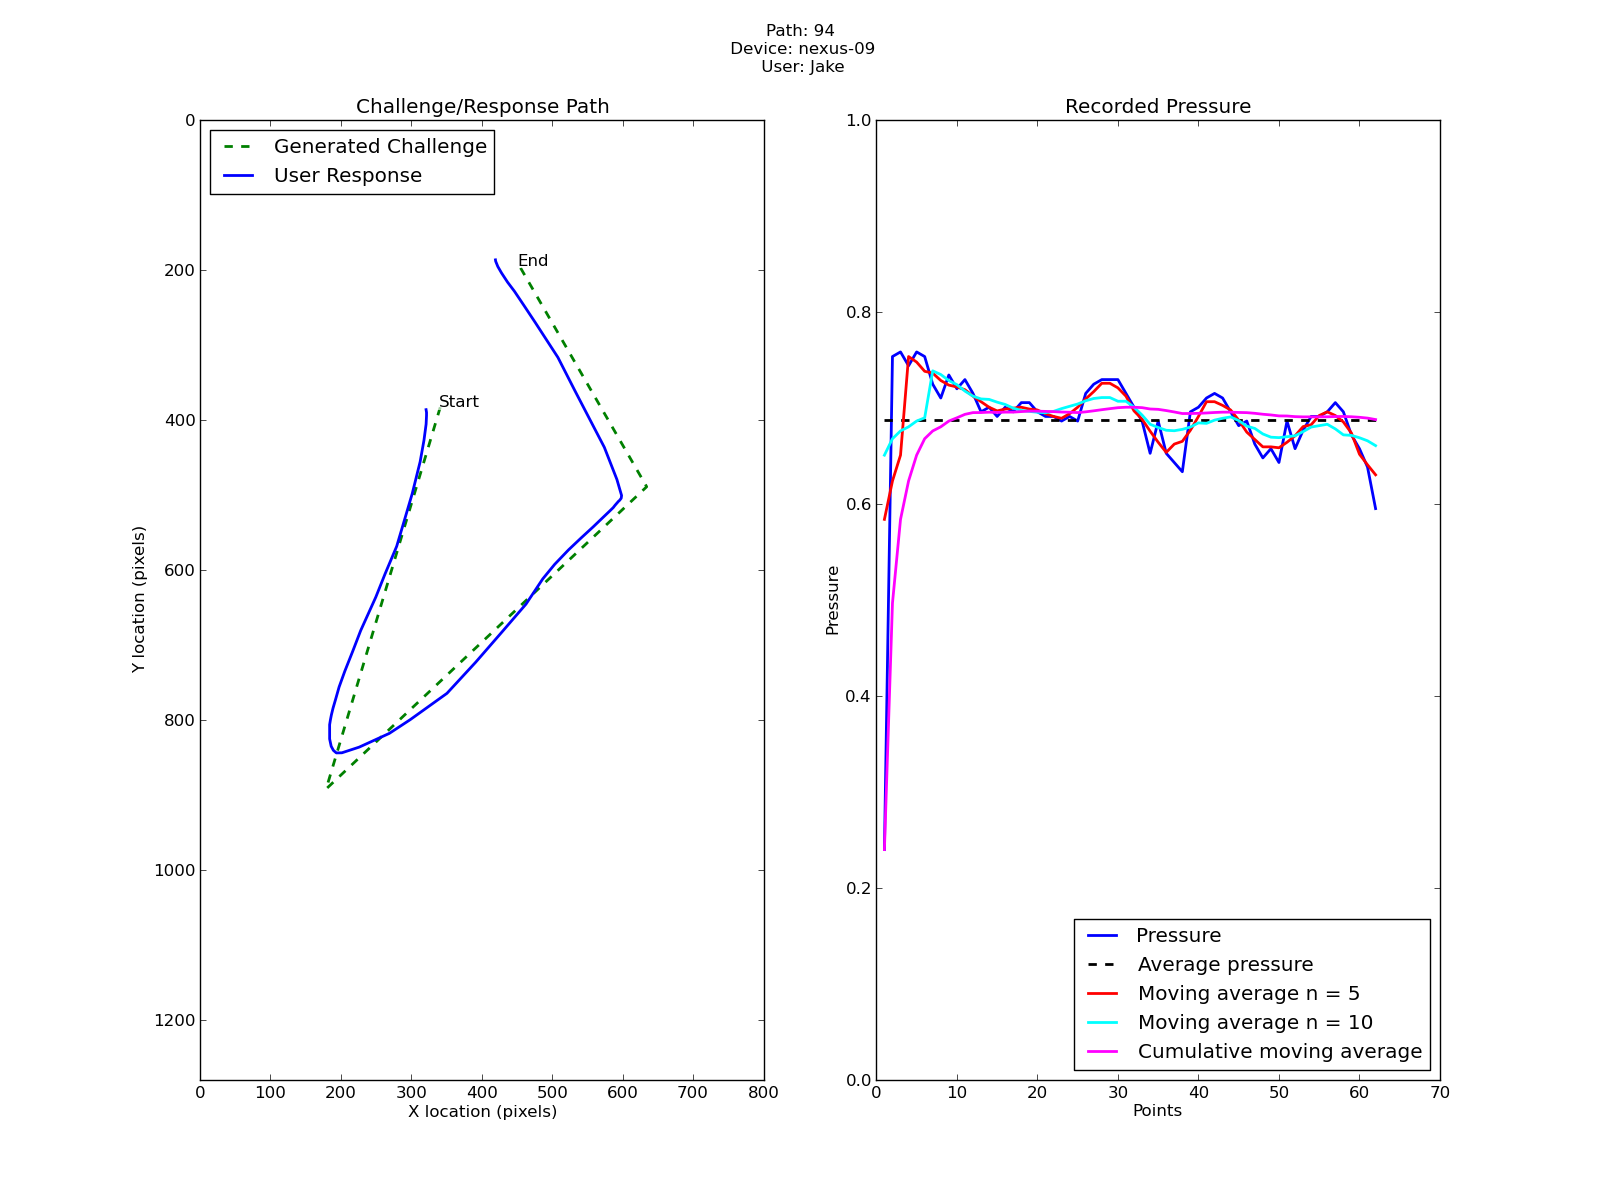 Path: 94
Device: nexus-09
User: Jake
Challenge/Response Path
Generated Challenge
User Response
End
Start
0
200
400
600
800
1000
1200
Y location (pixels)
0 100 200 300 400 500 600 700 800
X location (pixels)
Recorded Pressure
1.0
0.8
0.6
0.4
0.2
0.0
Pressure
Pressure
Average pressure
Moving average n = 5
Moving average n = 10
Cumulative moving average
0 10 20 30 40 50 60 70
Points